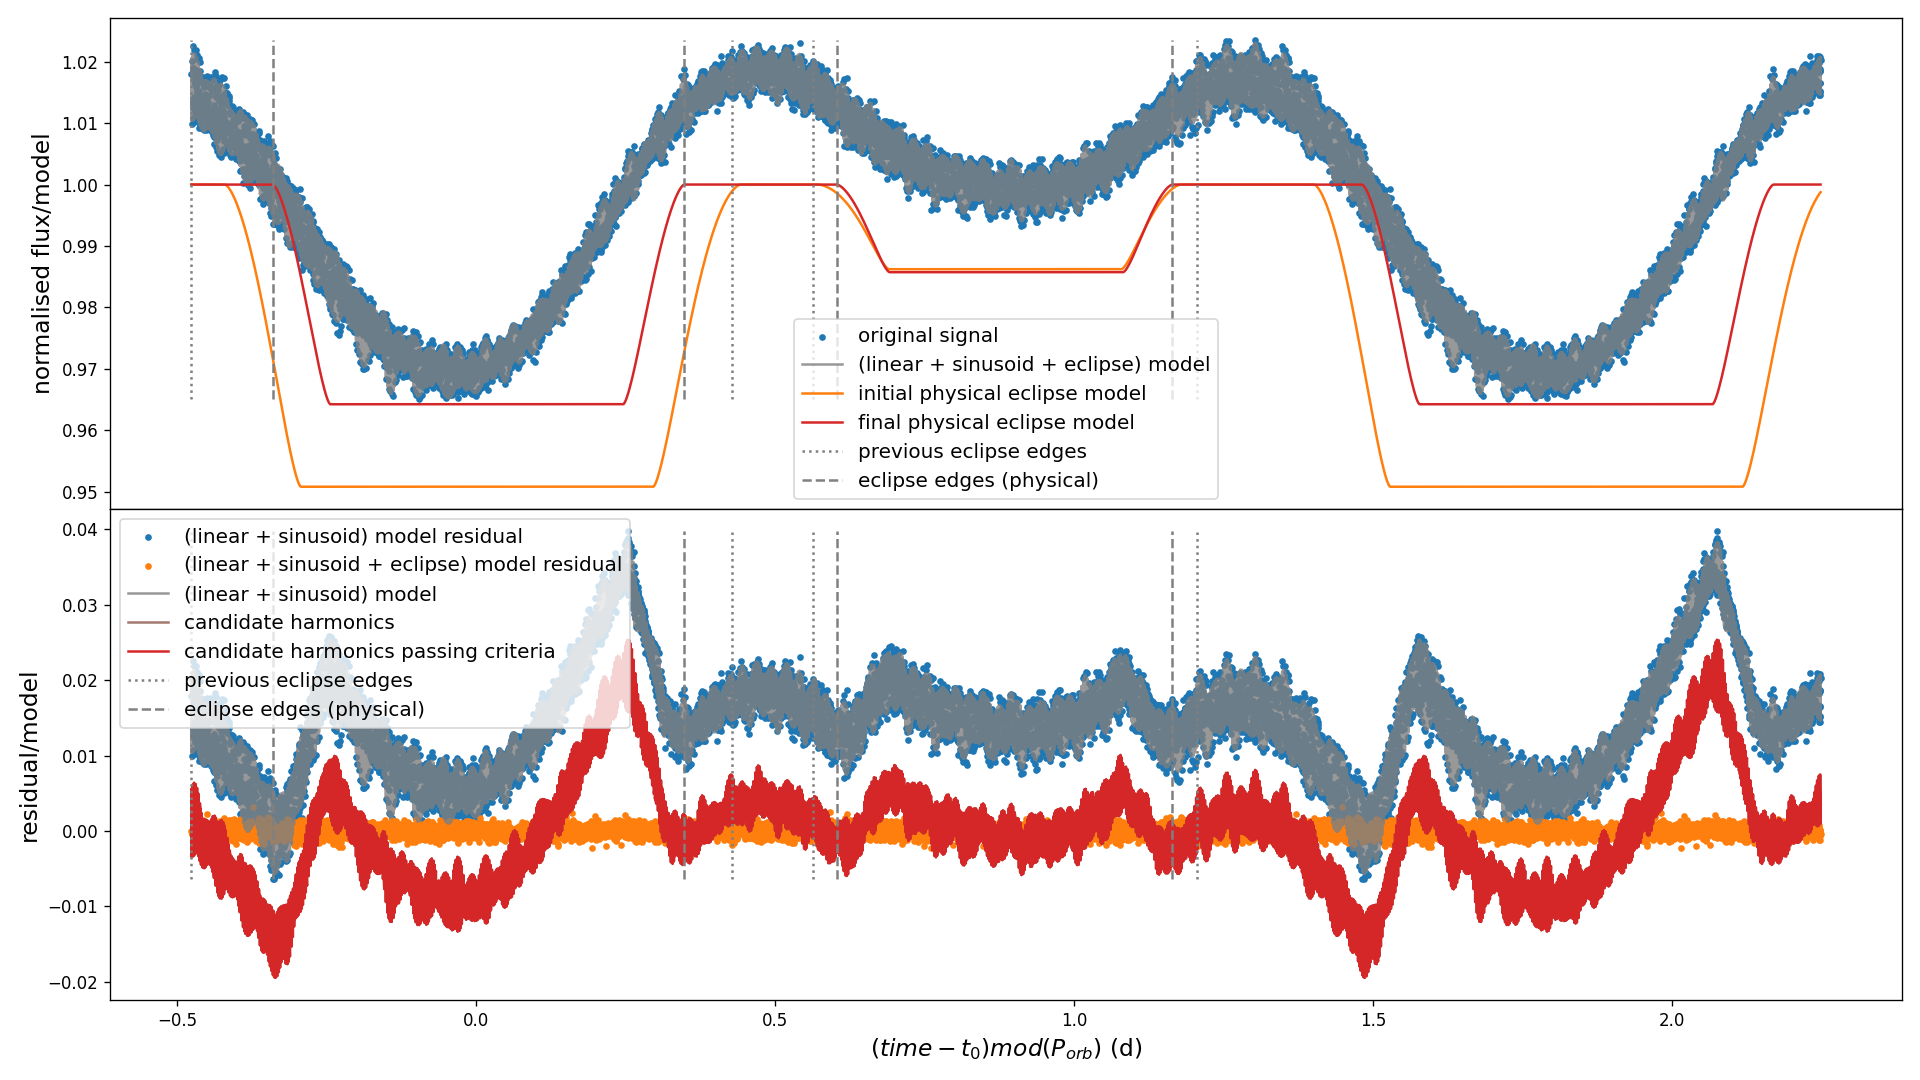 normalised flux/model
1.02
1.01
1.00
0.99
0.98
0.97
0.96
0.95
original signal
(linear + sinusoid + eclipse) model
initial physical eclipse model
final physical eclipse model
previous eclipse edges
eclipse edges (physical)
residual/model
0.04
0.03
0.02
0.01
0.00
−0.01
−0.02
(linear + sinusoid) model residual
(linear + sinusoid + eclipse) model residual
(linear + sinusoid) model
candidate harmonics
candidate harmonics passing criteria
previous eclipse edges
eclipse edges (physical)
−0.5 0.0 0.5 1.0 1.5 2.0
(time − t₀)mod(P_orb) (d)